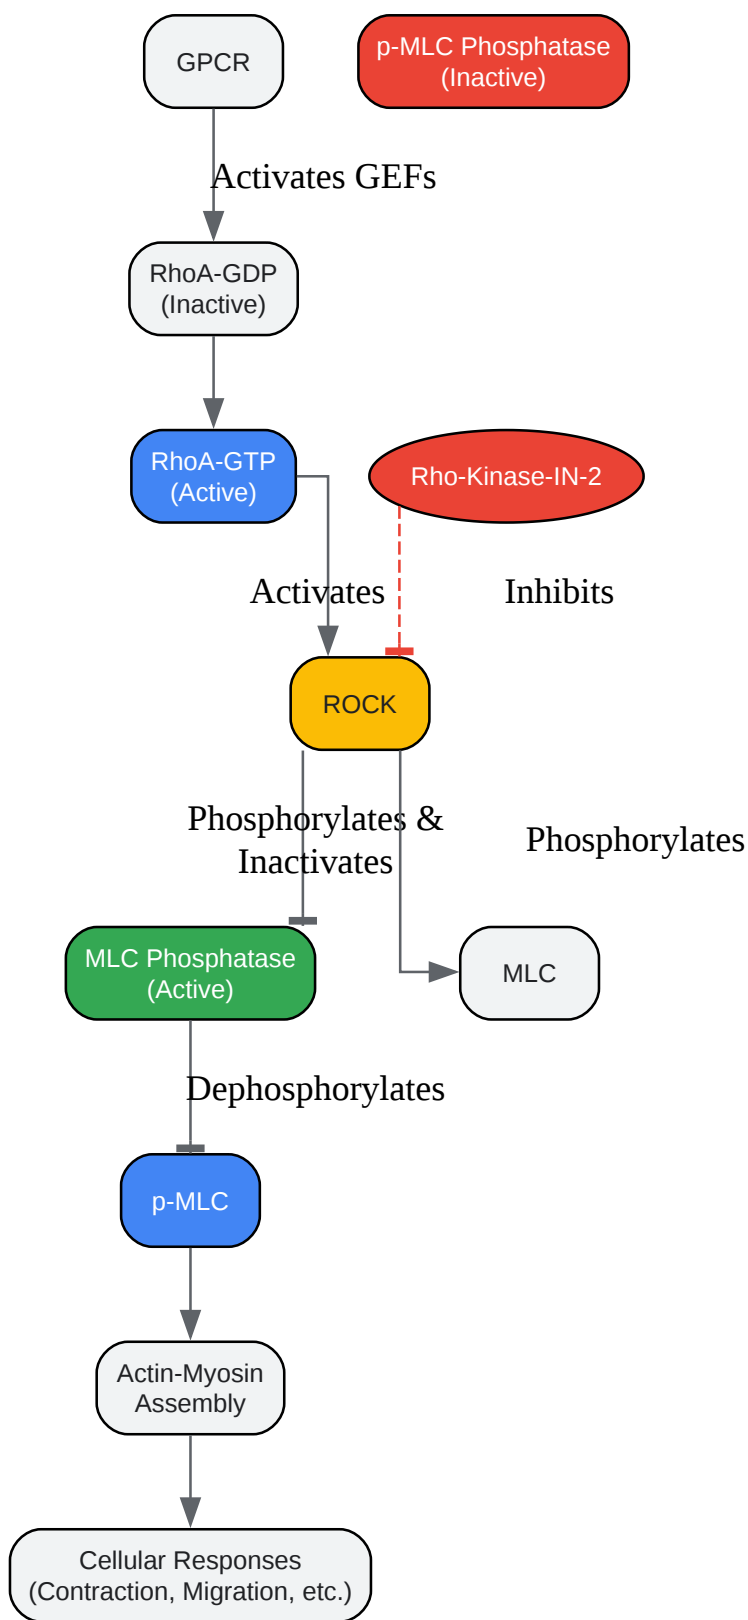 GPCR
p-MLC Phosphatase
(Inactive)
Activates GEFs
RhoA-GDP
(Inactive)
RhoA-GTP
(Active)
Rho-Kinase-IN-2
Activates
Inhibits
ROCK
Phosphorylates &
Inactivates
Phosphorylates
MLC Phosphatase
(Active)
MLC
Dephosphorylates
p-MLC
Actin-Myosin
Assembly
Cellular Responses
(Contraction, Migration, etc.)